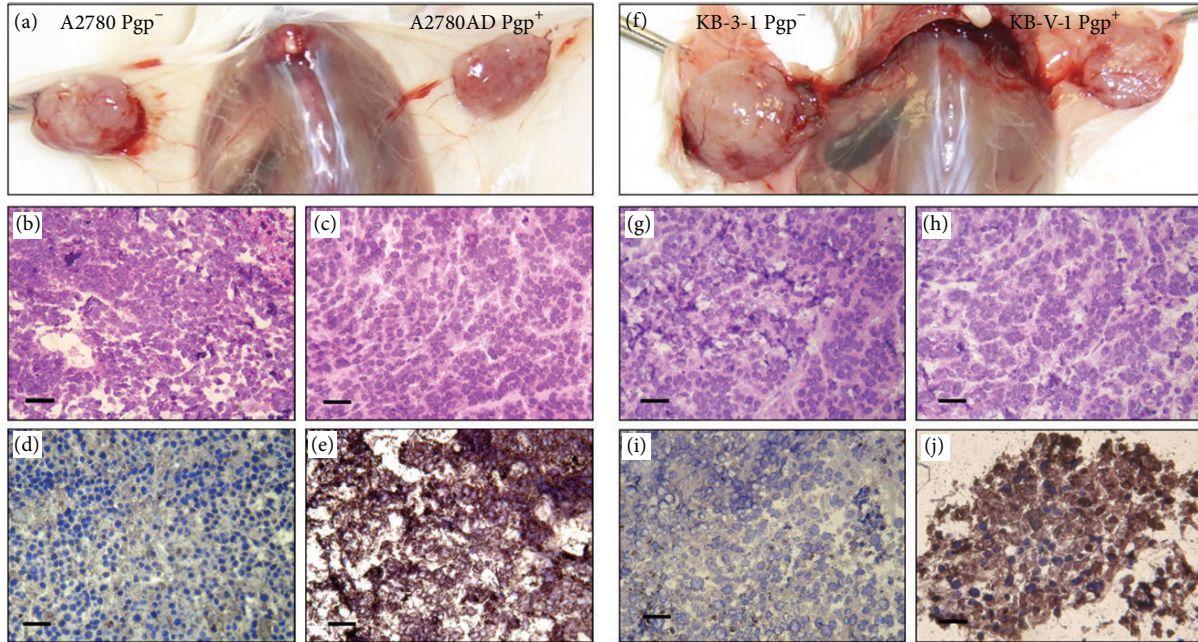 (a) A2780 Pgp⁻ A2780AD Pgp⁺
(f) KB-3-1 Pgp⁻ KB-V-1 Pgp⁺
(b) (c)
(g) (h)
(d) (e)
(i) (j)